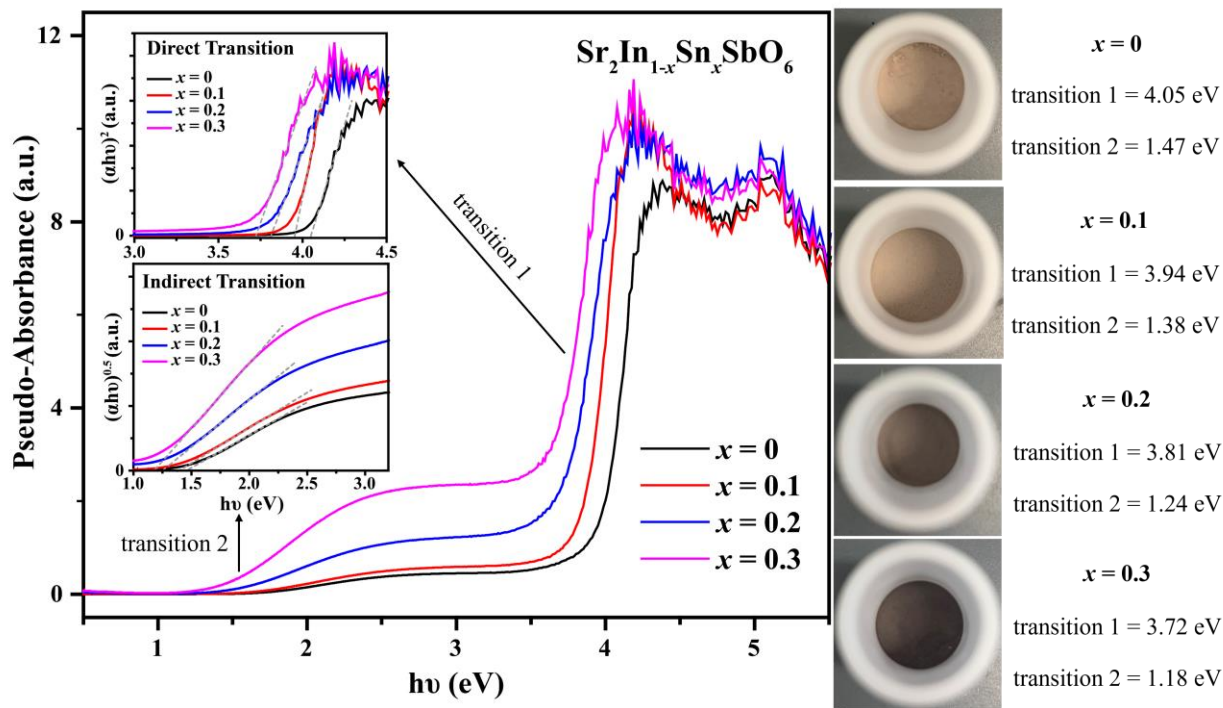 Pseudo-Absorbance (a.u.)
12
8
4
0
1
2
3
4
5
hυ (eV)
Sr₂In₁₋ₓSnₓSbO₆
x = 0
x = 0.1
x = 0.2
x = 0.3
transition 1
transition 2
Direct Transition
x = 0
x = 0.1
x = 0.2
x = 0.3
(αhυ)² (a.u.)
0
3.0
3.5
4.0
4.5
Indirect Transition
x = 0
x = 0.1
x = 0.2
x = 0.3
(αhυ)⁰·⁵ (a.u.)
0
1.0
1.5
2.0
2.5
3.0
hυ (eV)
x = 0
transition 1 = 4.05 eV
transition 2 = 1.47 eV
x = 0.1
transition 1 = 3.94 eV
transition 2 = 1.38 eV
x = 0.2
transition 1 = 3.81 eV
transition 2 = 1.24 eV
x = 0.3
transition 1 = 3.72 eV
transition 2 = 1.18 eV